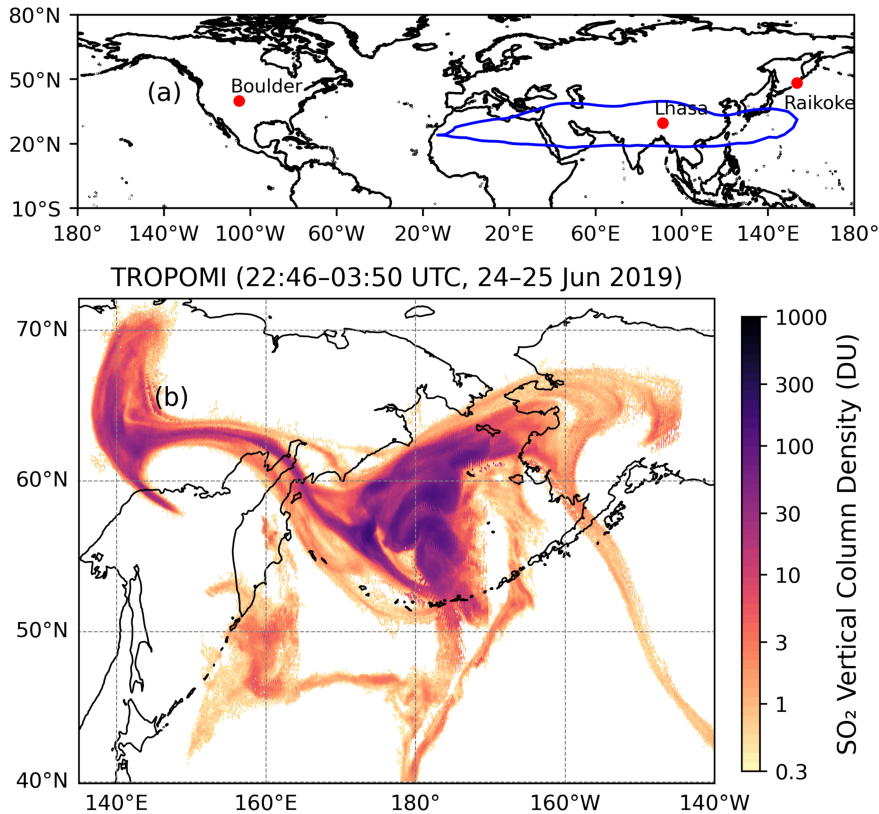 80°N
50°N
20°N
10°S
(a)
Boulder
Lhasa
Raikoke
180° 140°W 100°W 60°W 20°W 20°E 60°E 100°E 140°E 180°
TROPOMI (22:46–03:50 UTC, 24–25 Jun 2019)
70°N
60°N
50°N
40°N
(b)
140°E 160°E 180° 160°W 140°W
1000
300
100
30
10
3
1
0.3
SO₂ Vertical Column Density (DU)